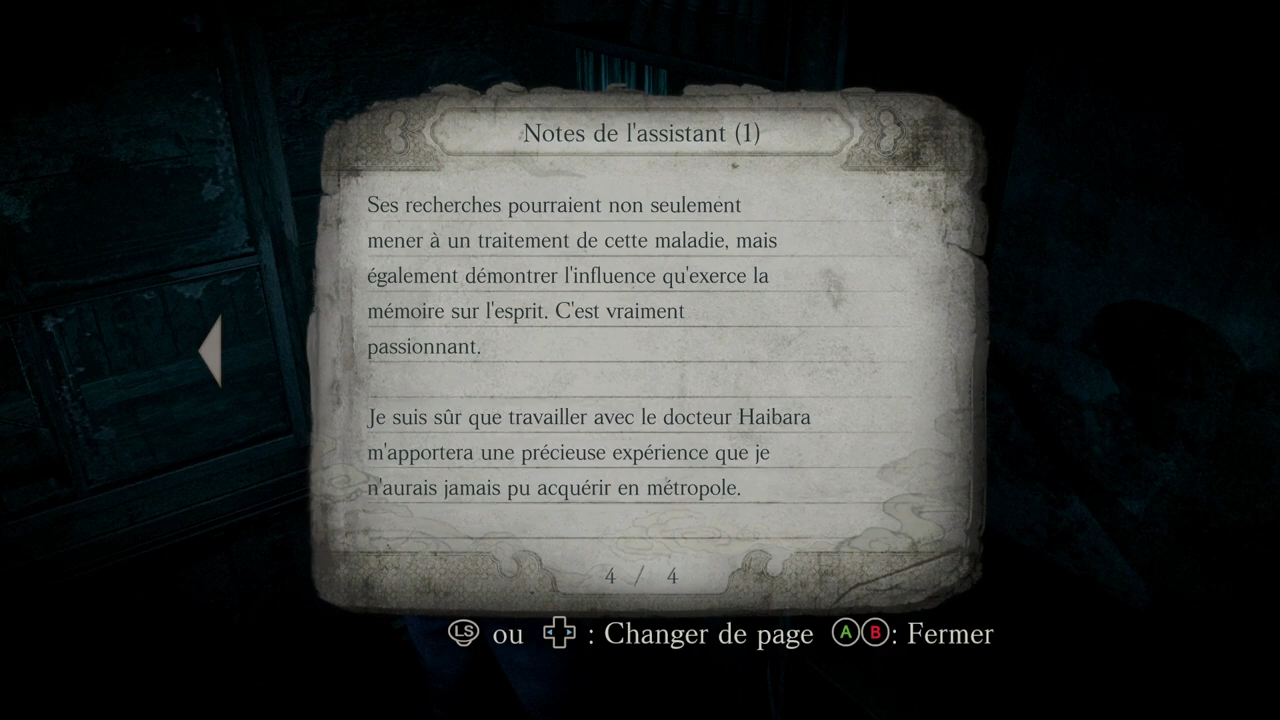 Notes de l'assistant (1)
Ses recherches pourraient non seulement
mener à un traitement de cette maladie, mais
également démontrer l'influence qu'exerce la
mémoire sur l'esprit. C'est vraiment
passionnant.
Je suis sûr que travailler avec le docteur Haibara
m'apportera une précieuse expérience que je
n'aurais jamais pu acquérir en métropole.
4 / 4
LS ou : Changer de page A B : Fermer